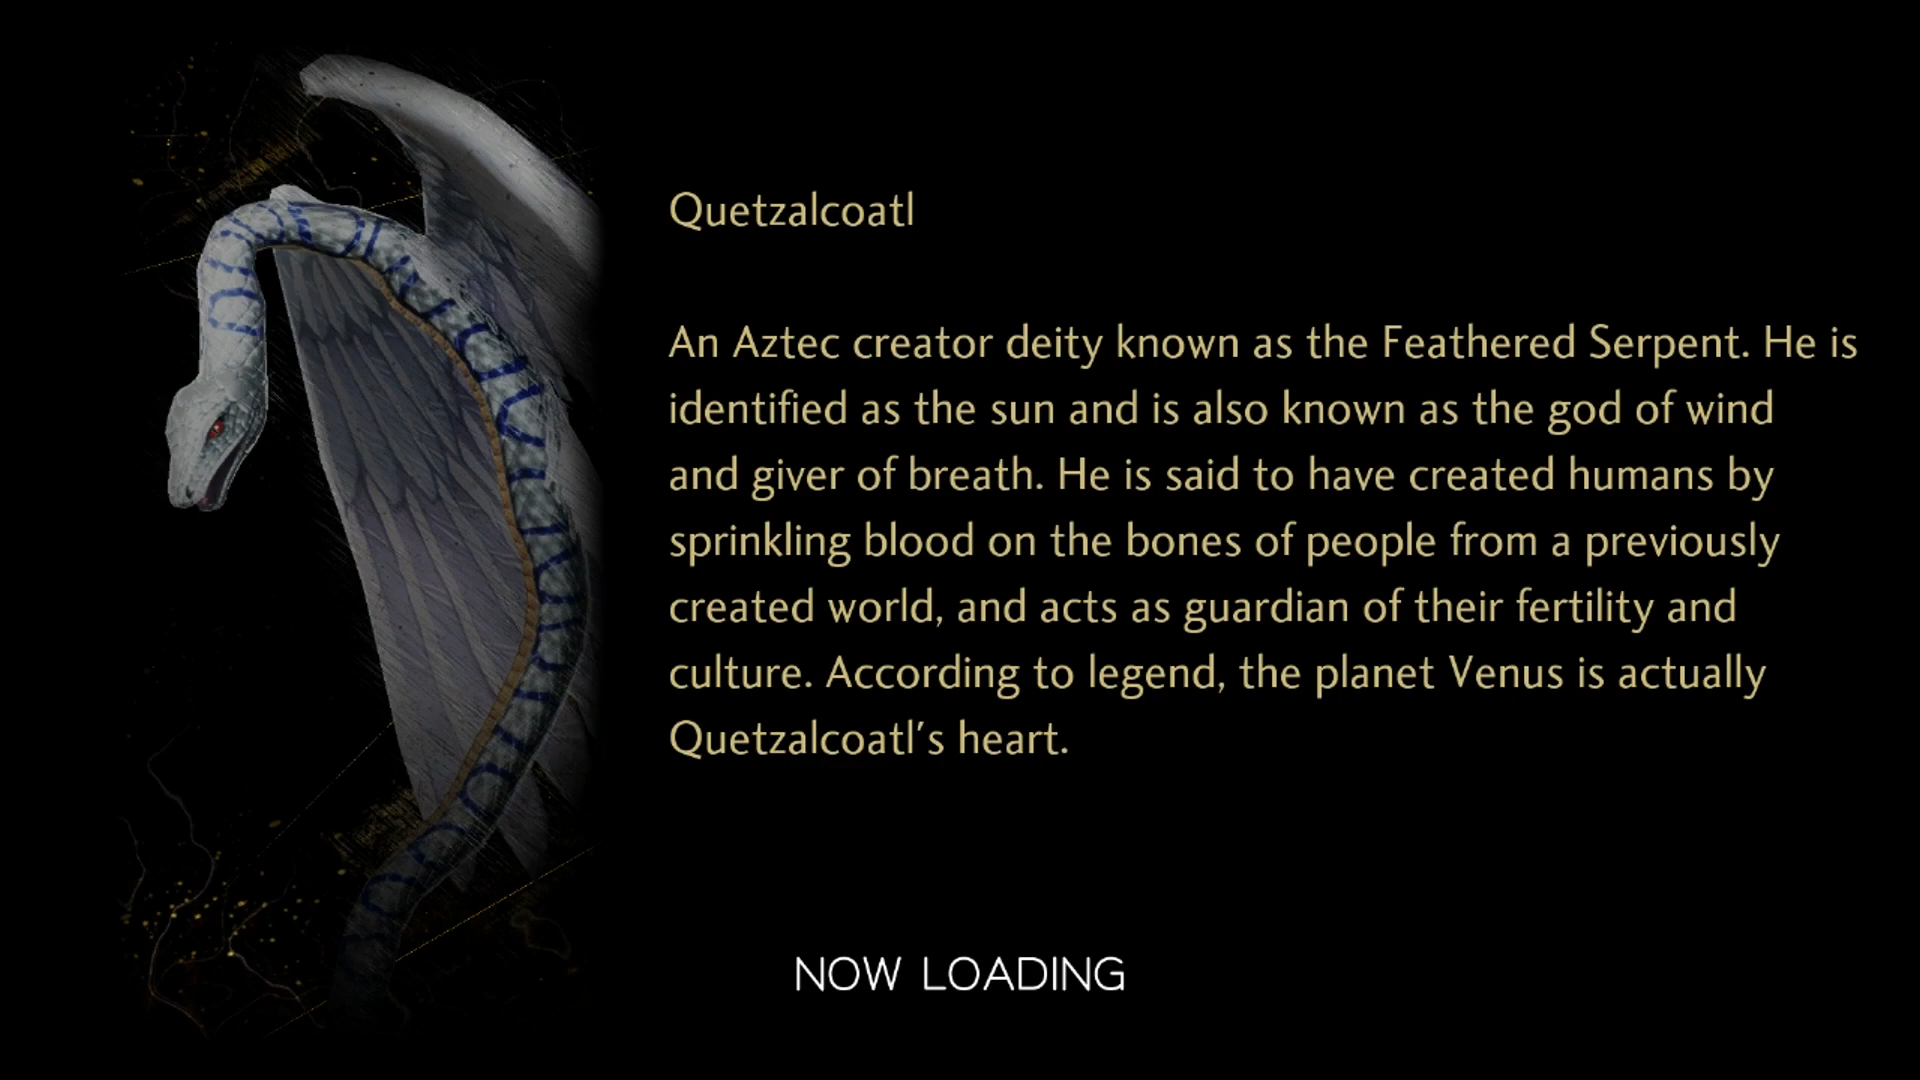 Quetzalcoatl
An Aztec creator deity known as the Feathered Serpent. He is
identified as the sun and is also known as the god of wind
and giver of breath. He is said to have created humans by
sprinkling blood on the bones of people from a previously
created world, and acts as guardian of their fertility and
culture. According to legend, the planet Venus is actually
Quetzalcoatl's heart.
NOW LOADING